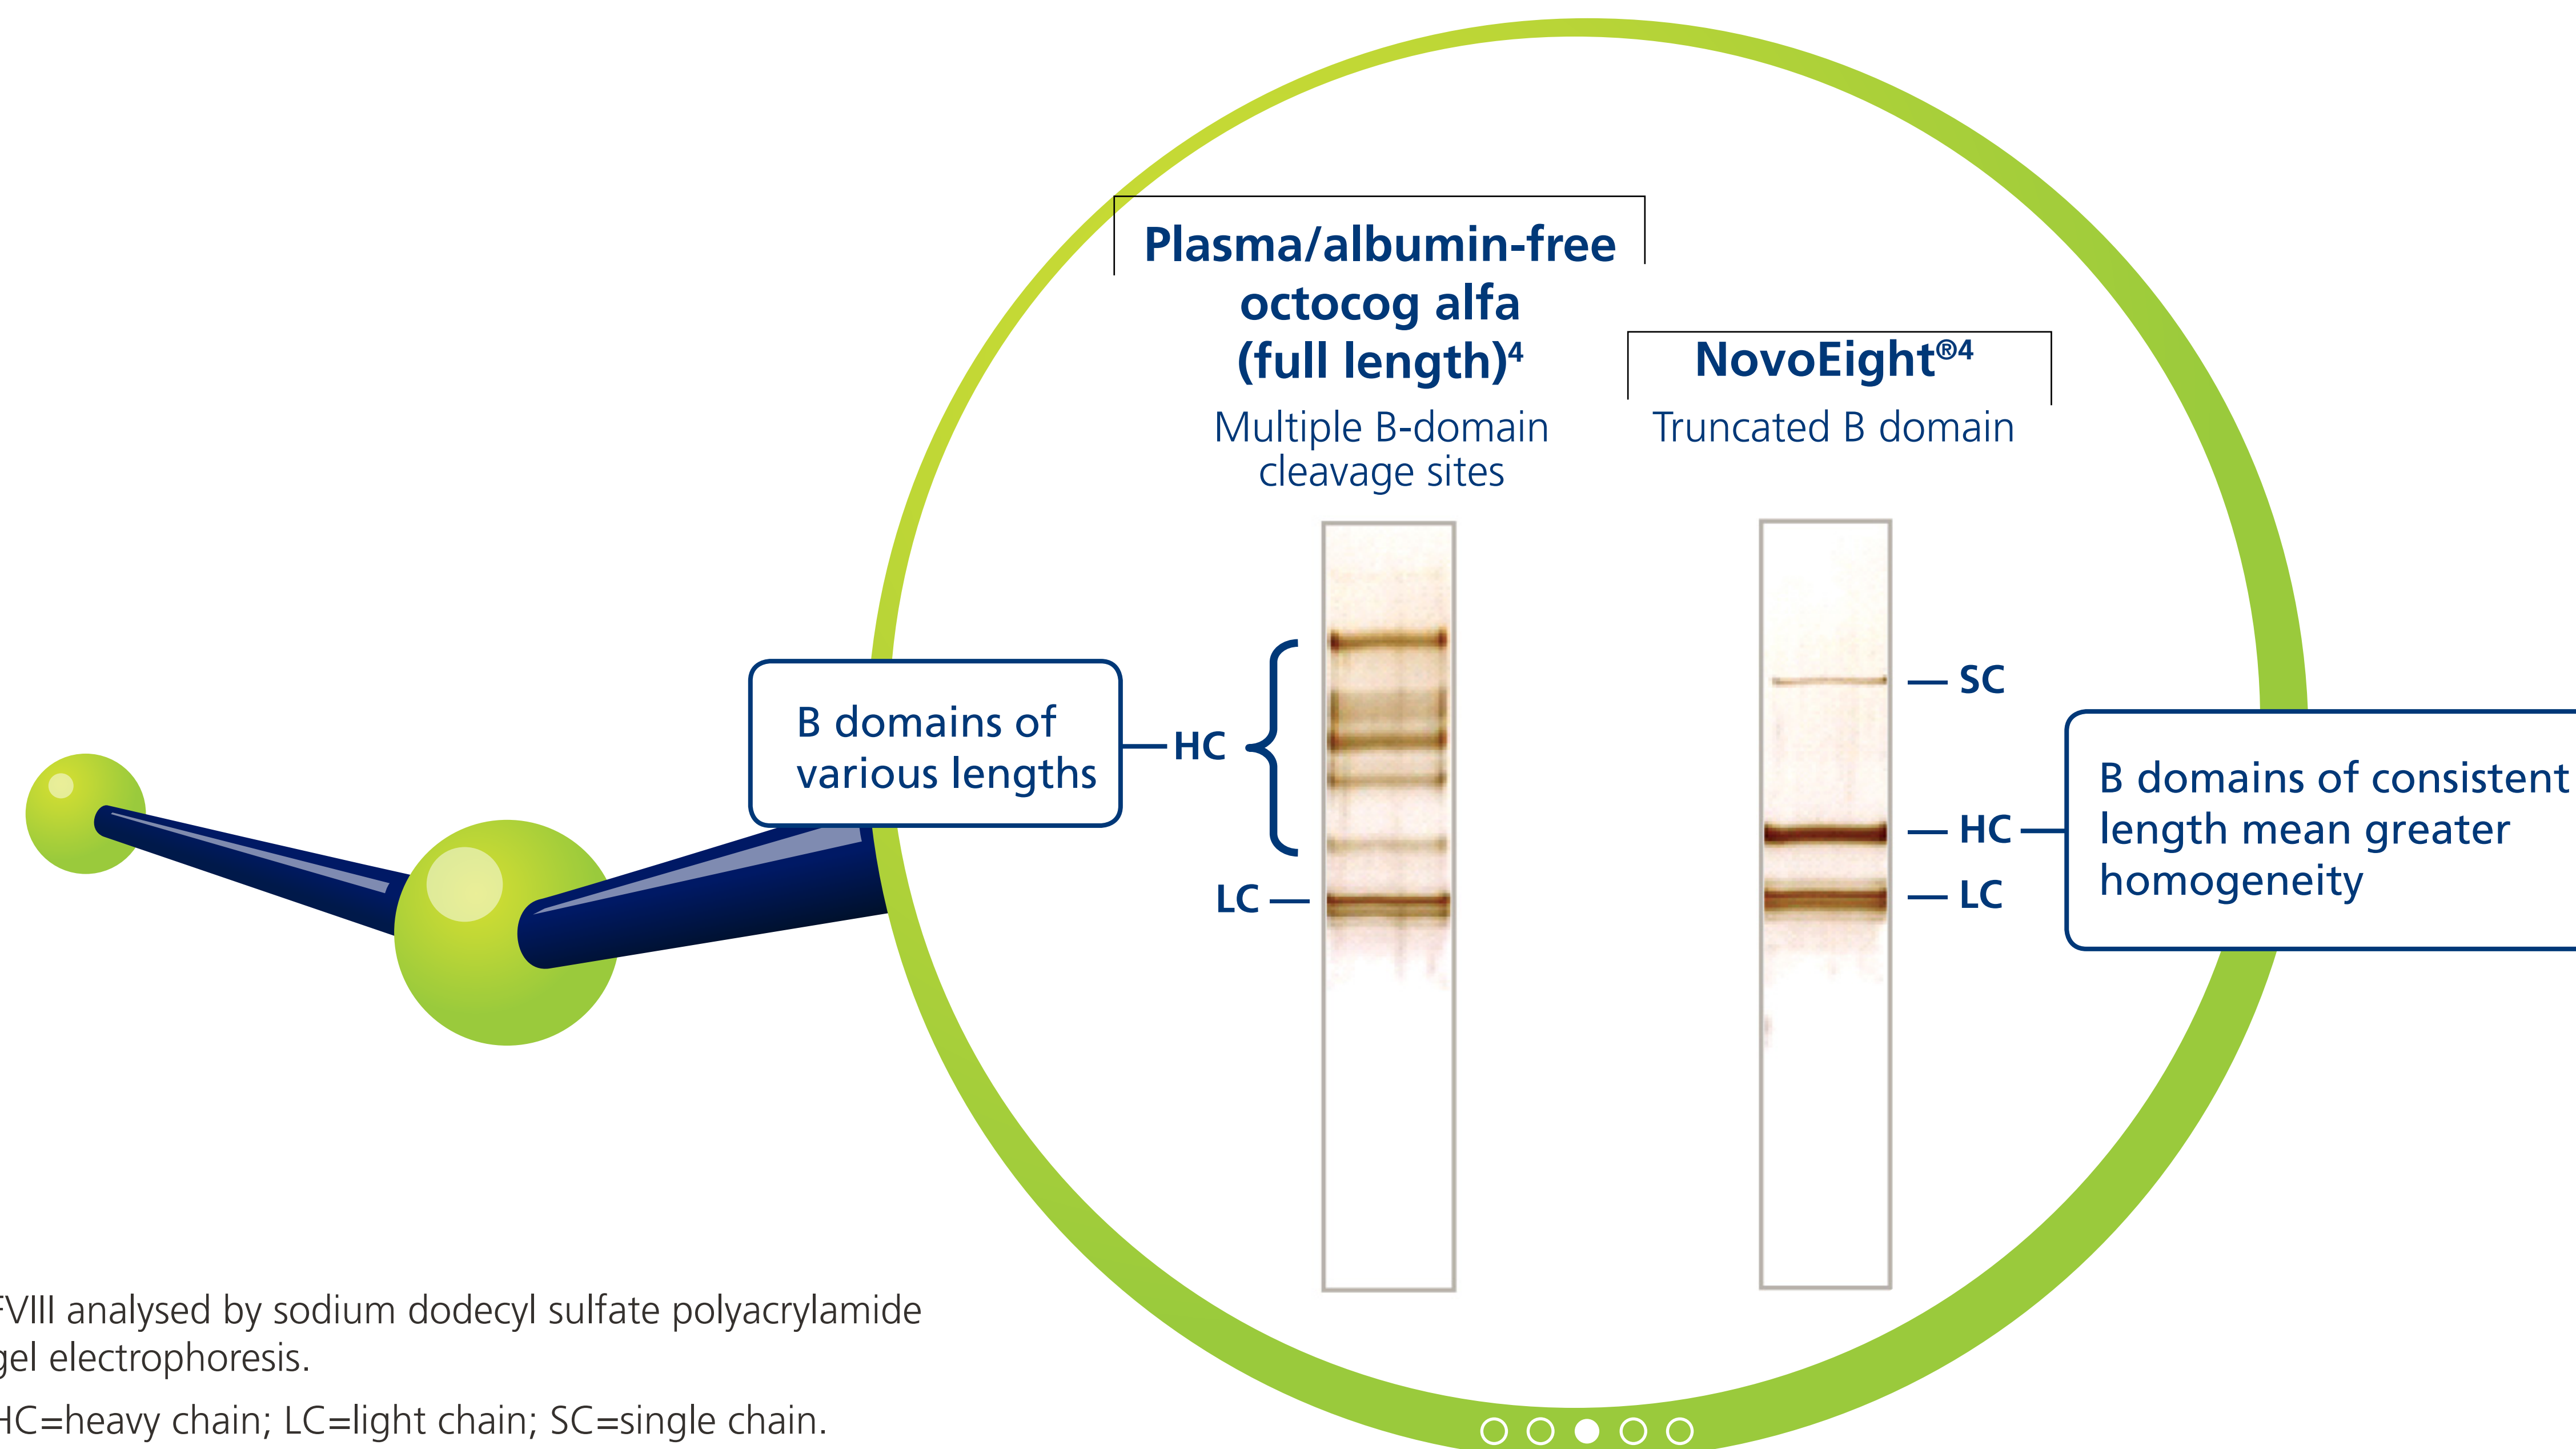 Plasma/albumin-free
octocog alfa
(full length)⁴
Multiple B-domain
cleavage sites
NovoEight®⁴
Truncated B domain
B domains of
various lengths
HC
LC
SC
HC
LC
B domains of consistent
length mean greater
homogeneity
FVIII analysed by sodium dodecyl sulfate polyacrylamide
gel electrophoresis.
HC=heavy chain; LC=light chain; SC=single chain.